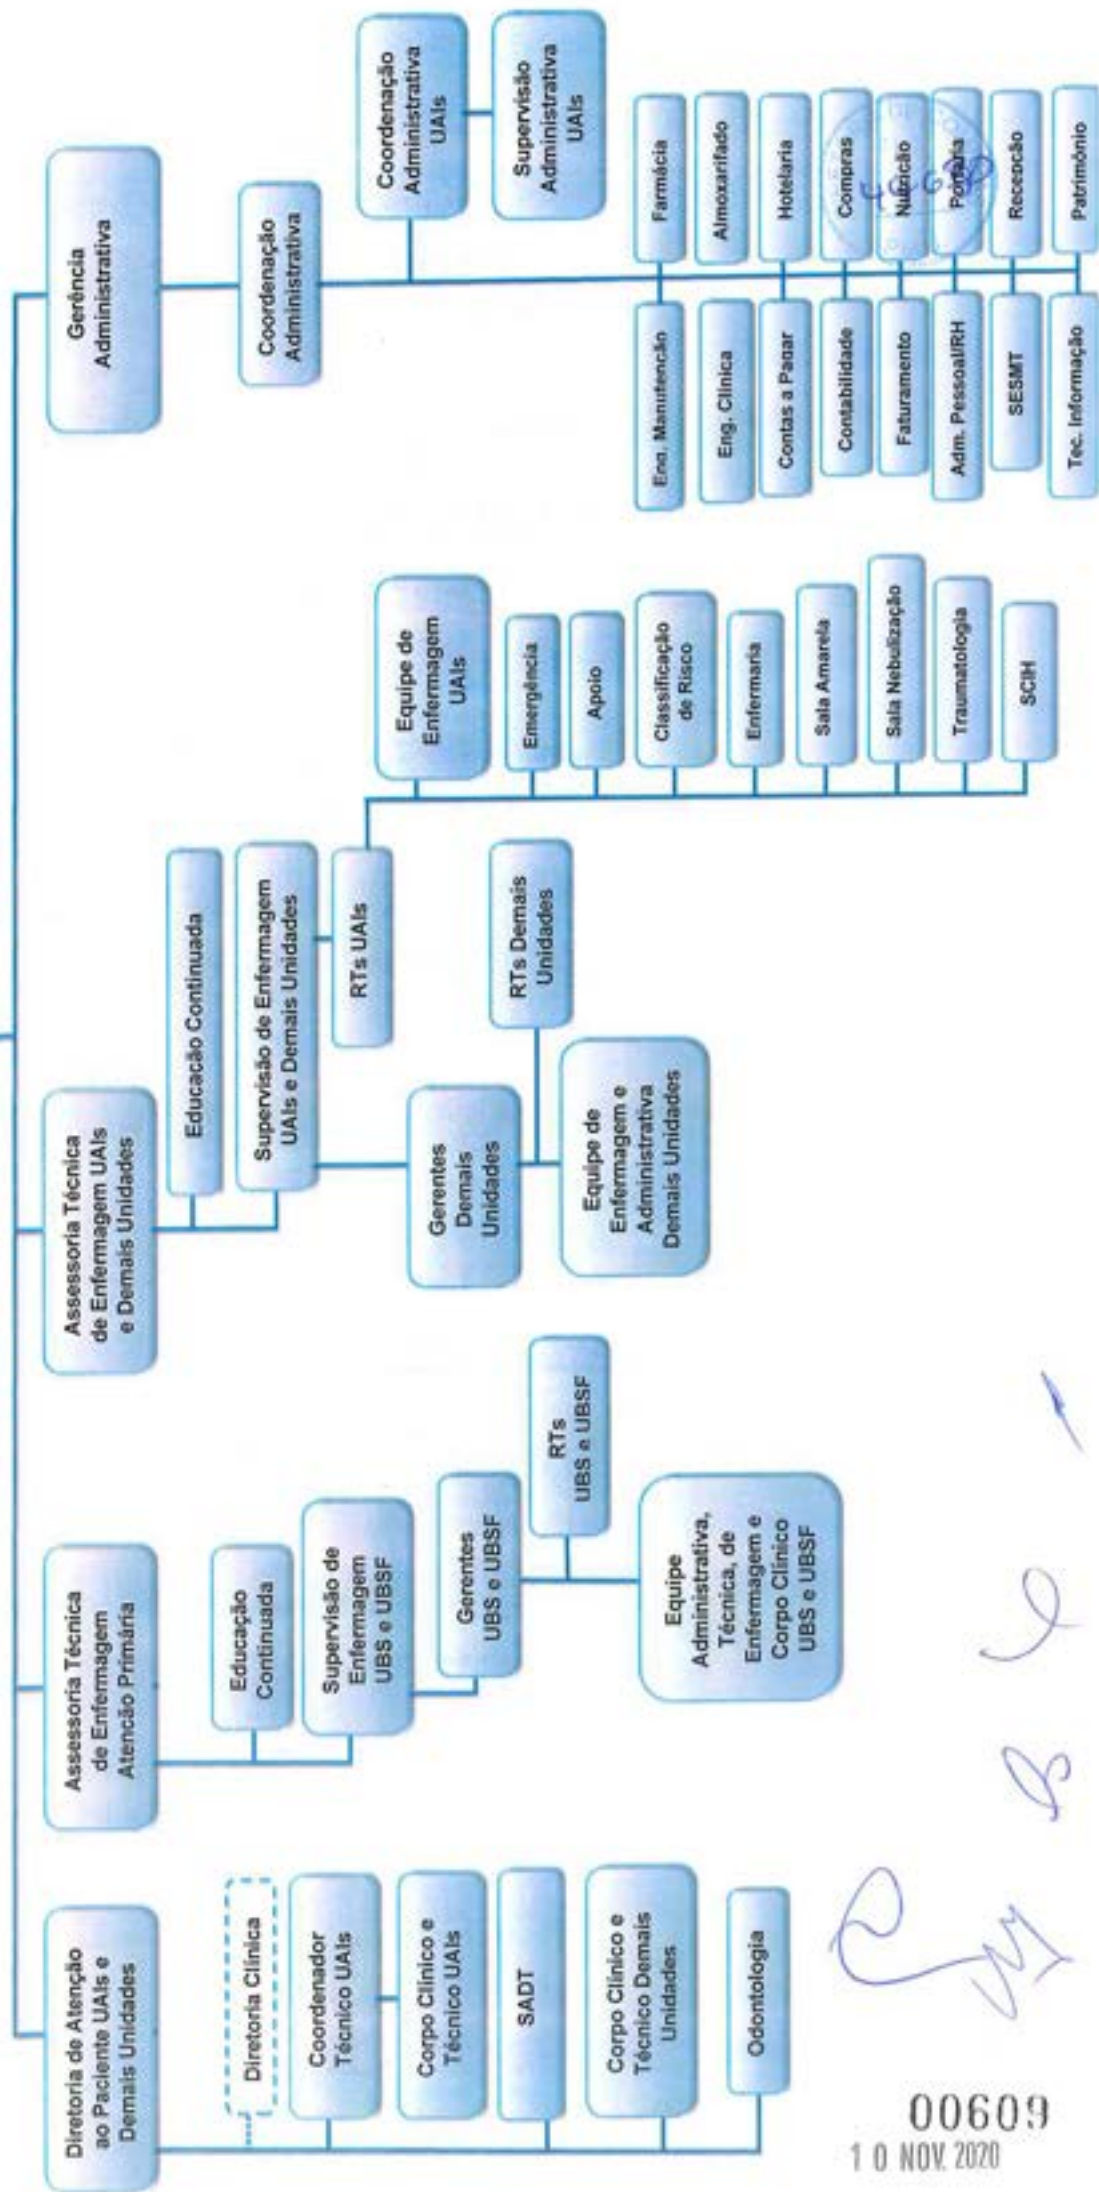 Diretoria de Atenção
ao Paciente UAIs e
Demais Unidades
Diretoria Clínica
Coordenador
Técnico UAIs
Corpo Clínico e
Técnico UAIs
SADT
Corpo Clínico e
Técnico Demais
Unidades
Odontologia
Assessoria Técnica
de Enfermagem
Atenção Primária
Educação
Continuada
Supervisão de
Enfermagem
UBS e UBSF
Gerentes
UBS e UBSF
RTs
UBS e UBSF
Equipe
Administrativa,
Técnica, de
Enfermagem e
Corpo Clínico
UBS e UBSF
Assessoria Técnica
de Enfermagem UAIs
e Demais Unidades
Educação Continuada
Supervisão de Enfermagem
UAIs e Demais Unidades
RTs UAIs
Gerentes
Demais
Unidades
RTs Demais
Unidades
Equipe de
Enfermagem e
Administrativa
Demais Unidades
Equipe de
Enfermagem
UAIs
Emergência
Apoio
Classificação
de Risco
Enfermaria
Sala Amarela
Sala Nebulização
Traumatologia
SCIH
Gerência
Administrativa
Coordenação
Administrativa
Coordenação
Administrativa
UAIs
Supervisão
Administrativa
UAIs
Eng. Manutenção
Farmácia
Eng. Clínica
Almoxarifado
Contas a Pagar
Hotelaria
Contabilidade
Compras
Faturamento
Nutrição
Adm. Pessoal/RH
Portaria
SESMT
Recepção
Tec. Informação
Patrimônio
00609
10 NOV. 2020